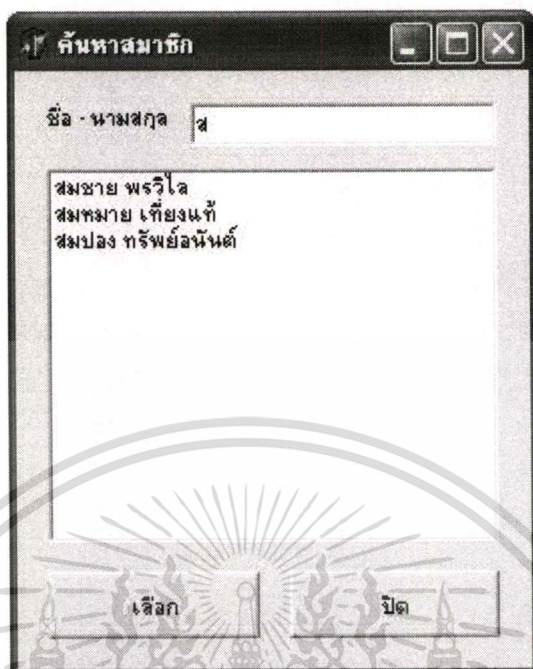 ค้นหาสมาชิก
ชื่อ - นามสกุล ส
สมชาย พรวิไล
สมหมาย เที่ยงแท้
สมปอง ทรัพย์อนันต์
เลือก ปิด